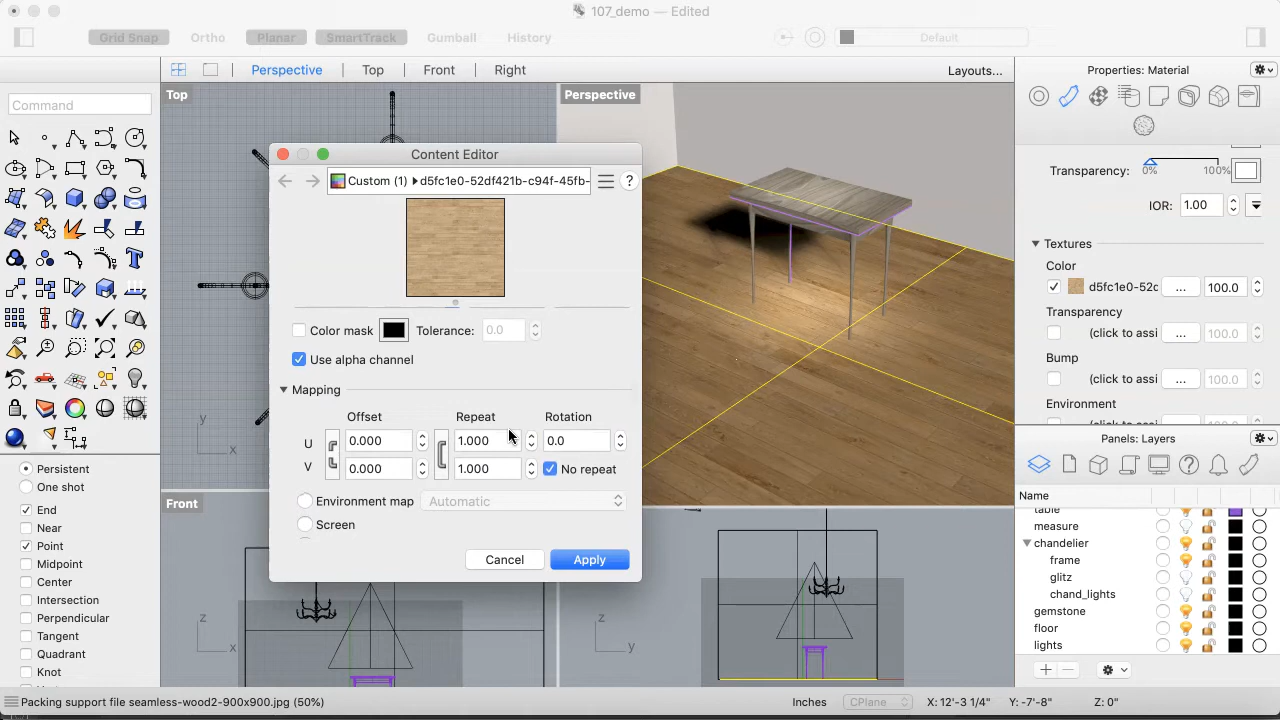 107_demo — Edited
Grid Snap Ortho Planar SmartTrack Gumball History Default
Perspective Top Front Right Layouts...
Properties: Material
Command
Top
Perspective
Content Editor
Custom (1) d5fc1e0-52df421b-c94f-45fb-
?
Color mask Tolerance: 0.0
Use alpha channel
Mapping
Offset Repeat Rotation
U 0.000 1.000 0.0
V 0.000 1.000 No repeat
Environment map Automatic
Screen
Cancel Apply
Transparency: 0% 100%
IOR: 1.00
Textures
Color
d5fc1e0-52c ... 100.0
Transparency
(click to assi ... 100.0
Bump
(click to assi ... 100.0
Environment
Panels: Layers
Name
table
measure
chandelier
frame
glitz
chand_lights
gemstone
floor
lights
Persistent
One shot
End
Near
Point
Midpoint
Center
Intersection
Perpendicular
Tangent
Quadrant
Knot
y
x
Front
z
x
z
y
Packing support file seamless-wood2-900x900.jpg (50%) Inches CPlane X: 12'-3 1/4" Y: -7'-8" Z: 0"